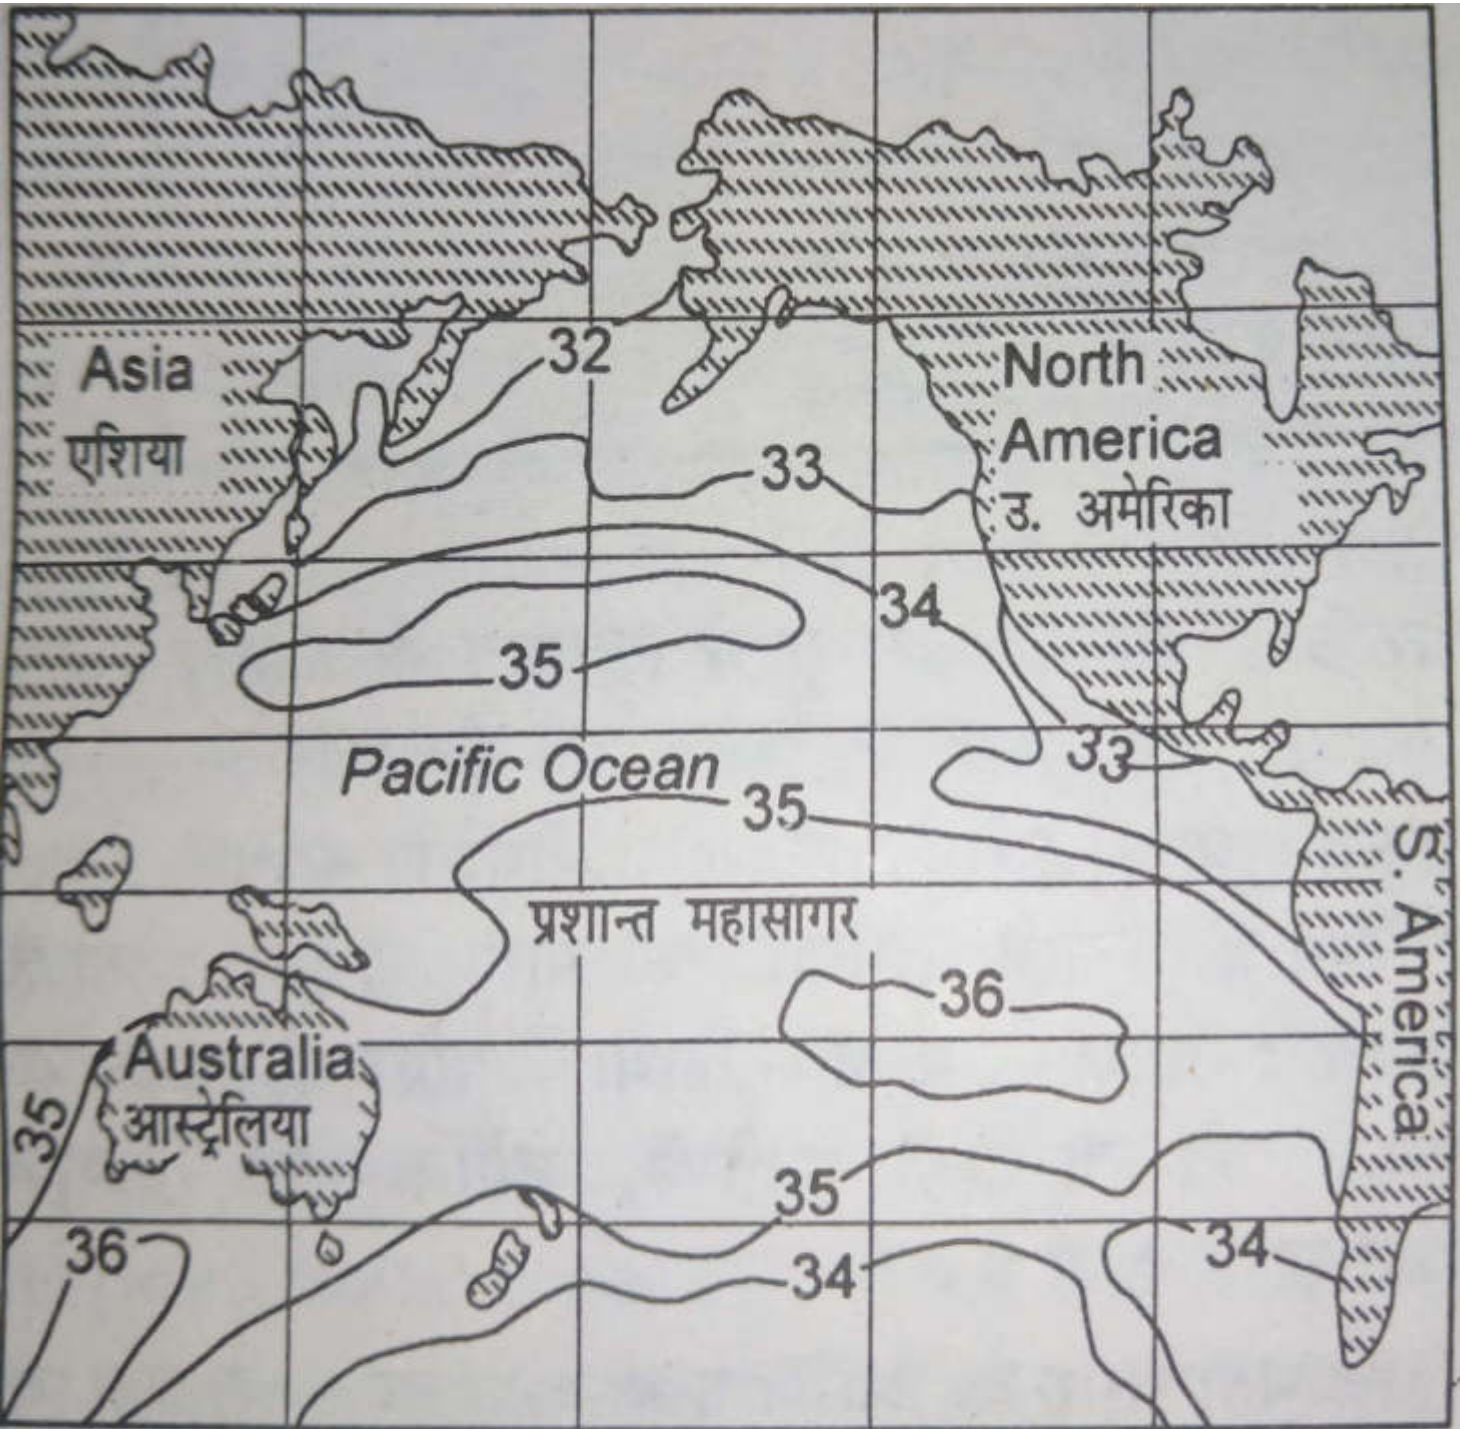 32
Asia
एशिया
North
America
उ. अमेरिका
33
34
35
33
Pacific Ocean
35
प्रशान्त महासागर
S. America
36
Australia
आस्ट्रेलिया
35
35
36
34
34